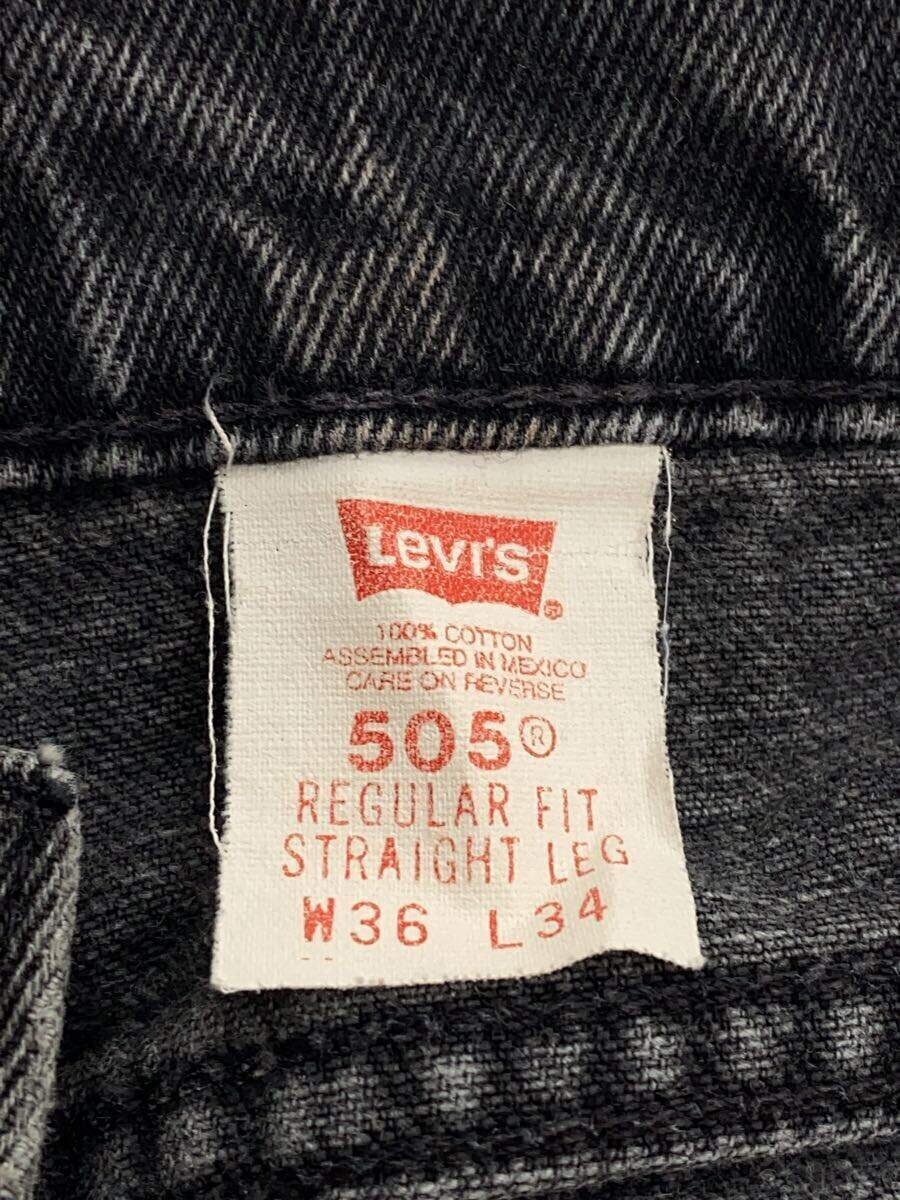 Levi's ®
100% COTTON
ASSEMBLED IN MEXICO
CARE ON REVERSE
505®
REGULAR FIT
STRAIGHT LEG
W36 L34